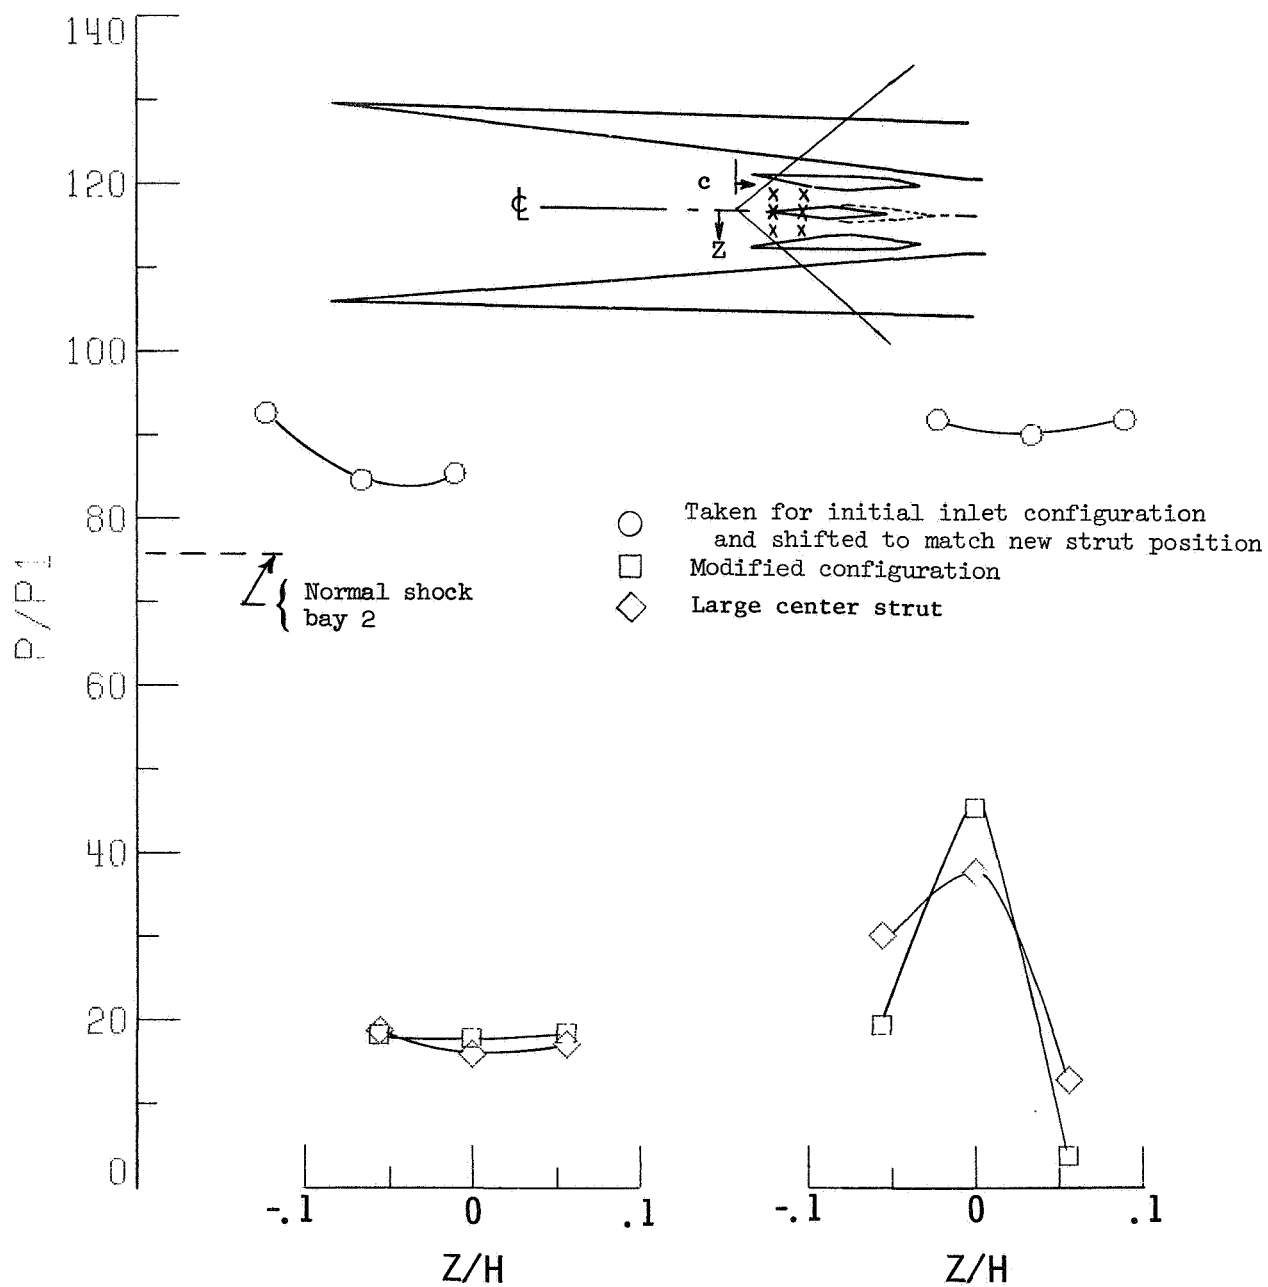 140
120
100
80
60
40
20
0
P/P1
c
℄
x x
x x
x x
Z
Taken for initial inlet configuration
and shifted to match new strut position
Modified configuration
Large center strut
Normal shock
bay 2
-.1 0 .1
Z/H
-.1 0 .1
Z/H